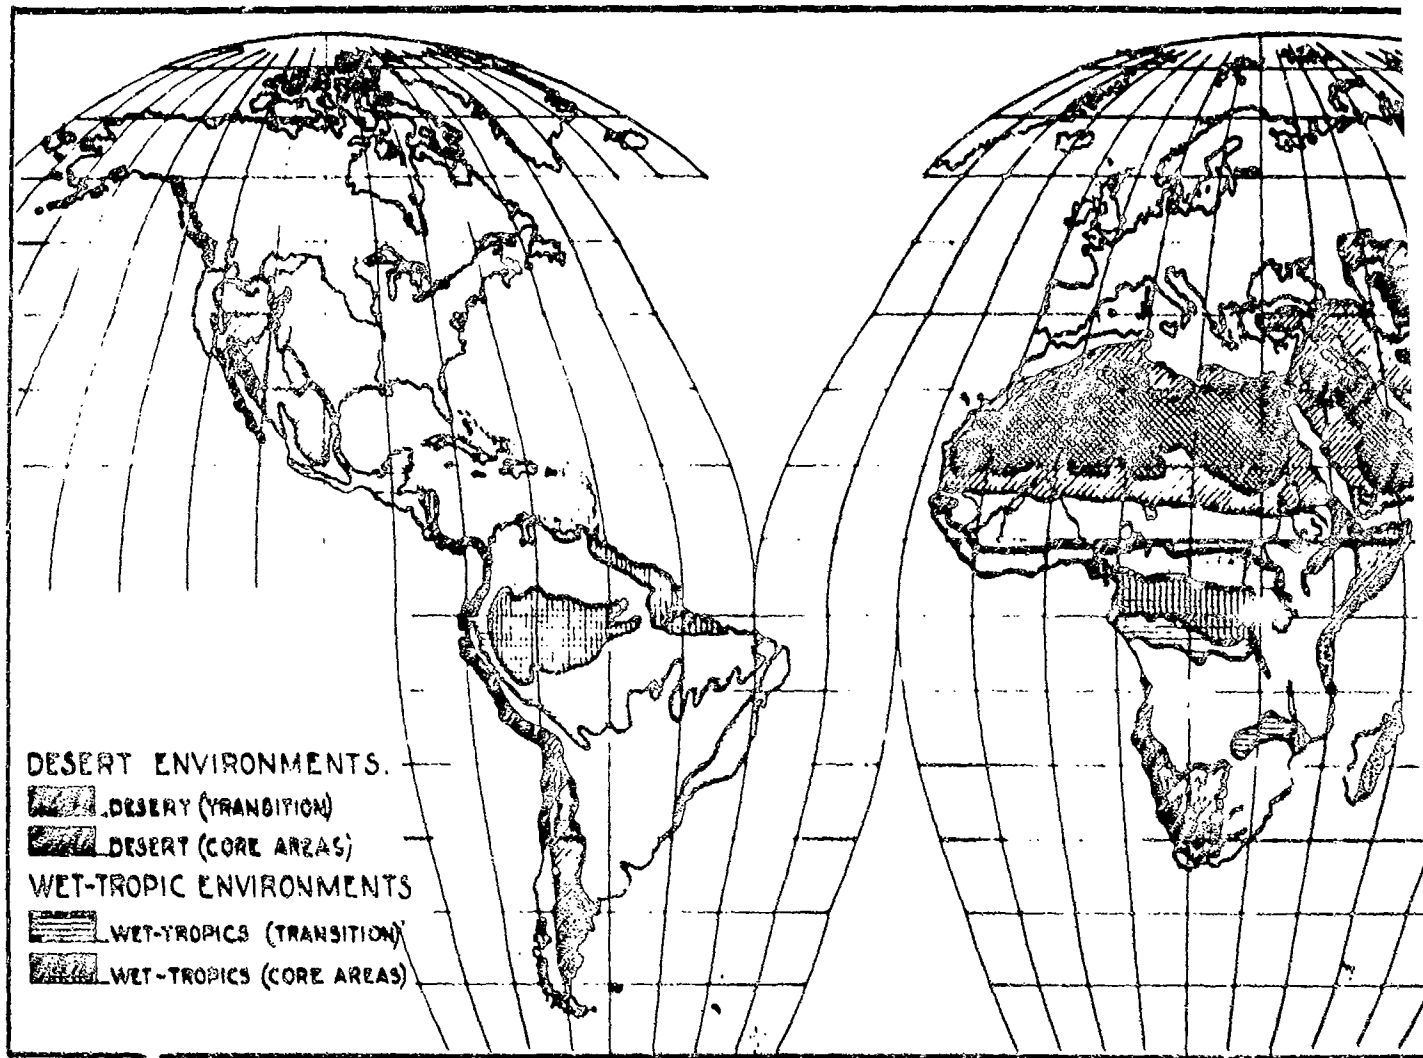 DESERT ENVIRONMENTS.
DESERT (TRANSITION)
DESERT (CORE AREAS)
WET-TROPIC ENVIRONMENTS
WET-TROPICS (TRANSITION)
WET-TROPICS (CORE AREAS)